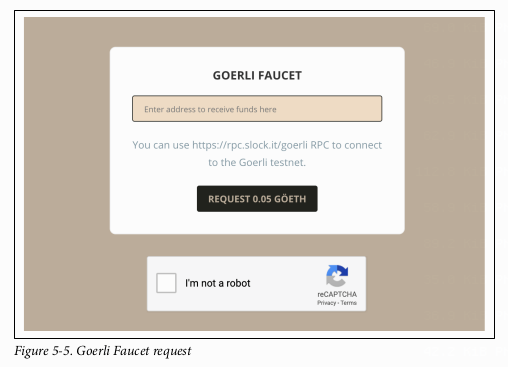 GOERLI FAUCET
Enter address to receive funds here
You can use https://rpc.slock.it/goerli RPC to connect
to the Goerli testnet.
REQUEST 0.05 GÖETH
I'm not a robot
reCAPTCHA
Privacy - Terms
Figure 5-5. Goerli Faucet request